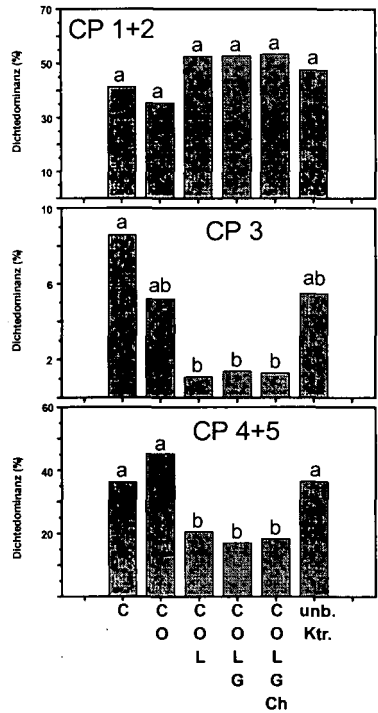 CP 1+2
Dichtedominanz (%)
70
50
30
10
a a a a a a
CP 3
Dichtedominanz (%)
10
6
2
a ab b b b ab
CP 4+5
Dichtedominanz (%)
60
40
20
a a b b b a
C C C C C unb.
O O O O Ktr.
L L L
G G
Ch